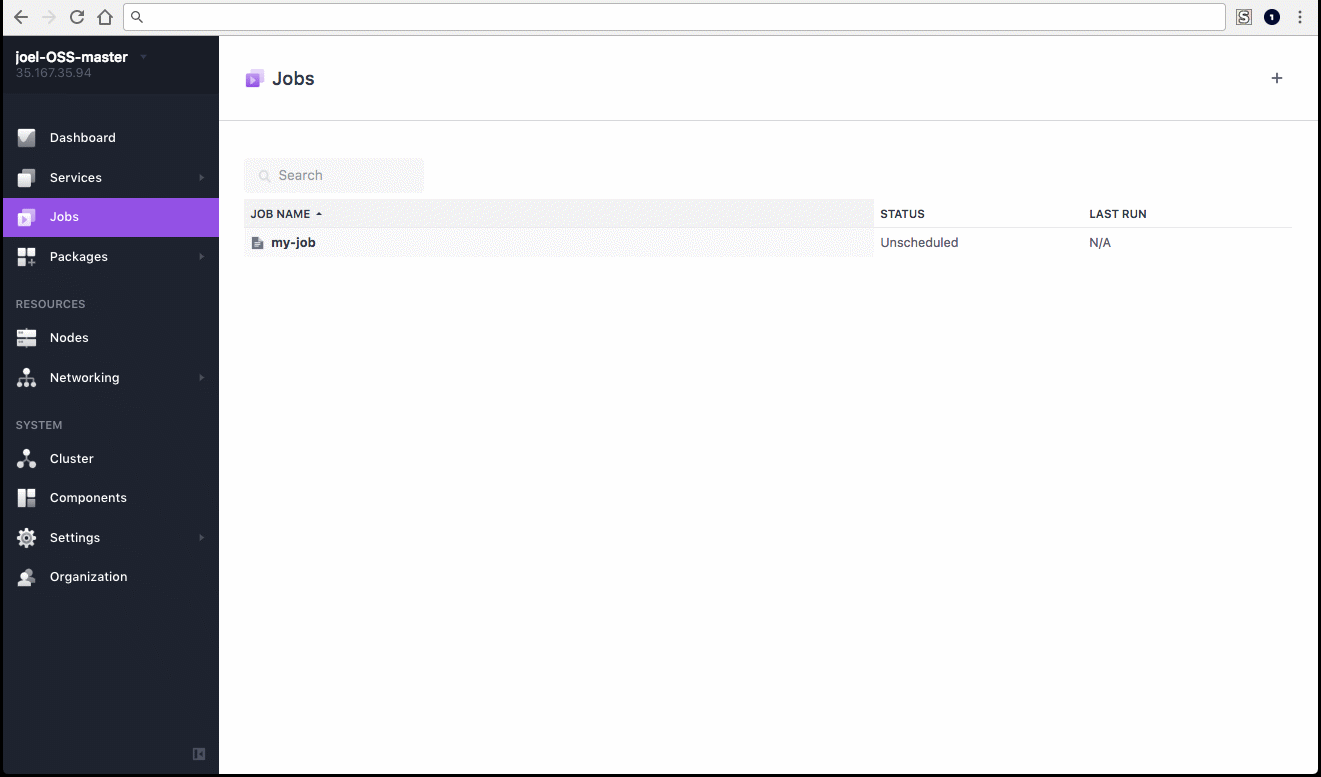 joel-OSS-master
35.167.35.94
Dashboard
Services
Jobs
Packages
RESOURCES
Nodes
Networking
SYSTEM
Cluster
Components
Settings
Organization
Jobs
+
Search
JOB NAME STATUS LAST RUN
my-job Unscheduled N/A
S
1